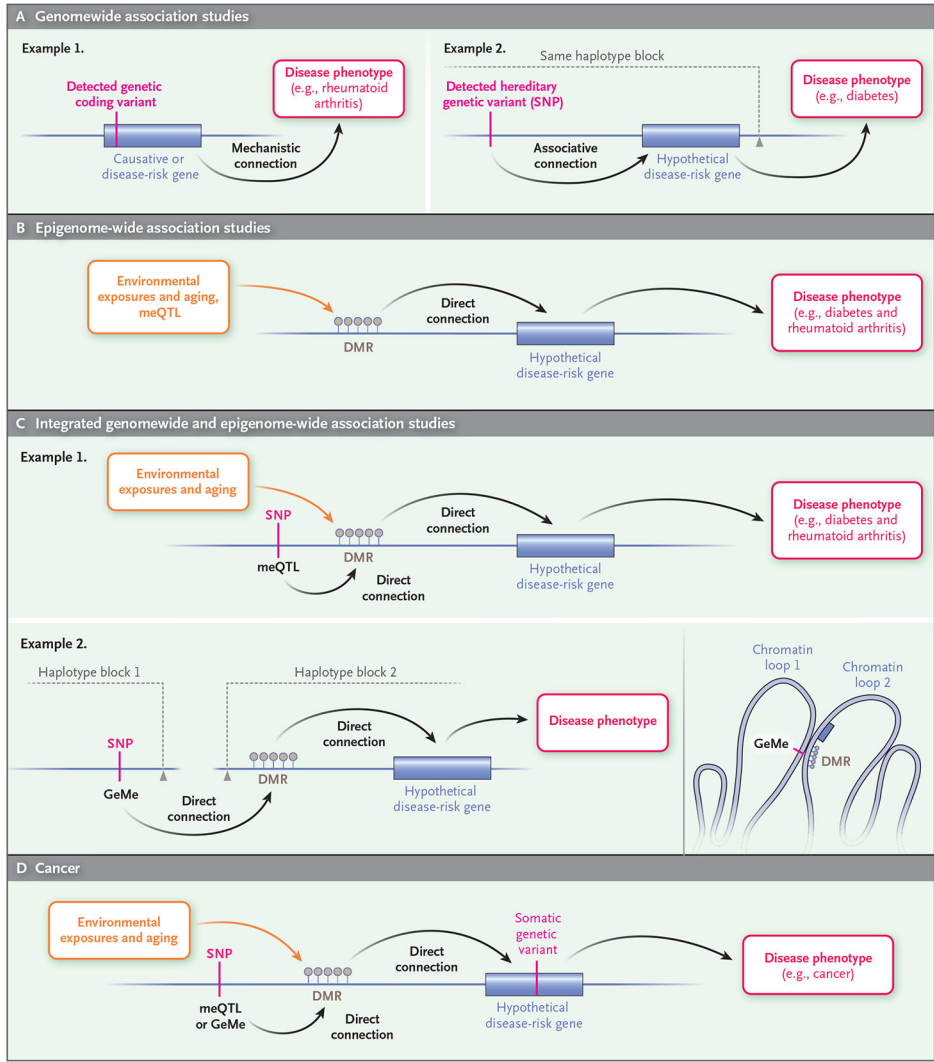 A Genomewide association studies
Example 1.
Detected genetic
coding variant
Disease phenotype
(e.g., rheumatoid
arthritis)
Causative or
disease-risk gene
Mechanistic
connection
Example 2.
Same haplotype block
Detected hereditary
genetic variant (SNP)
Disease phenotype
(e.g., diabetes)
Associative
connection
Hypothetical
disease-risk gene
B Epigenome-wide association studies
Environmental
exposures and aging,
meQTL
DMR
Direct
connection
Hypothetical
disease-risk gene
Disease phenotype
(e.g., diabetes and
rheumatoid arthritis)
C Integrated genomewide and epigenome-wide association studies
Example 1.
Environmental
exposures and aging
SNP
meQTL
DMR
Direct
connection
Direct
connection
Hypothetical
disease-risk gene
Disease phenotype
(e.g., diabetes and
rheumatoid arthritis)
Example 2.
Haplotype block 1
Haplotype block 2
SNP
GeMe
Direct
connection
DMR
Direct
connection
Hypothetical
disease-risk gene
Disease phenotype
Chromatin
loop 1
Chromatin
loop 2
GeMe
DMR
D Cancer
Environmental
exposures and aging
SNP
meQTL
or GeMe
DMR
Direct
connection
Direct
connection
Somatic
genetic
variant
Hypothetical
disease-risk gene
Disease phenotype
(e.g., cancer)